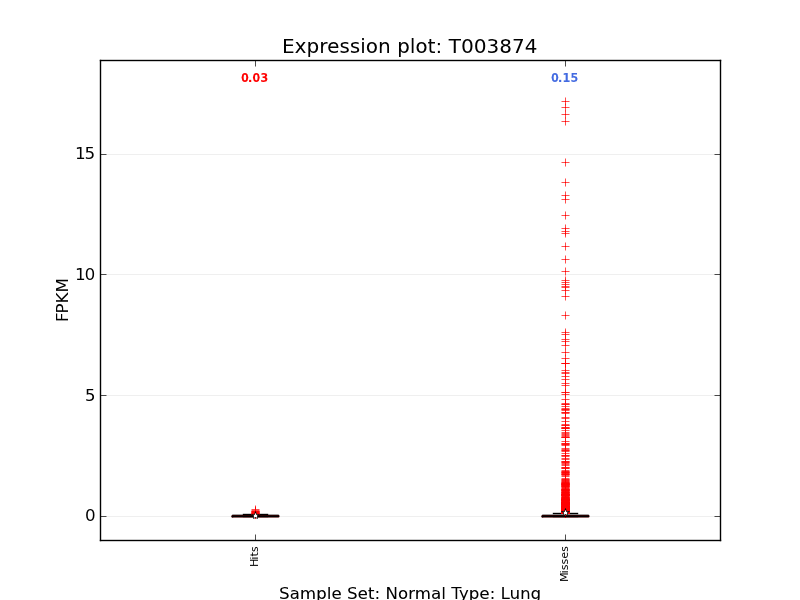 Expression plot: T003874
0.03
0.15
15
10
5
0
FPKM
Hits
Misses
Sample Set: Normal Type: Lung